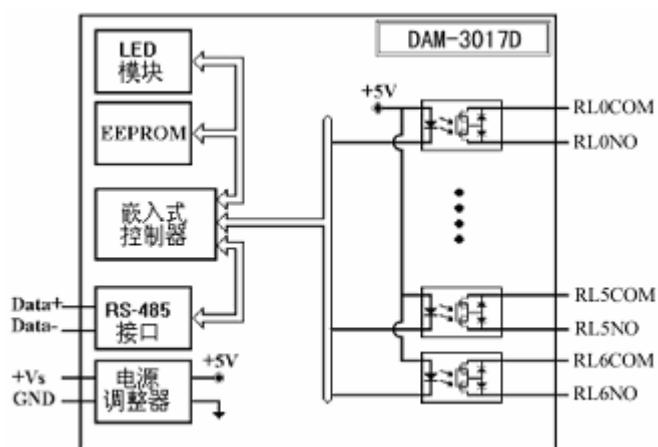 DAM-3017D
LED
模块
EEPROM
嵌入式
控制器
RS-485
接口
Data+
Data-
电源
调整器
+Vs
GND
+5V
+5V
RL0COM
RL0NO
RL5COM
RL5NO
RL6COM
RL6NO